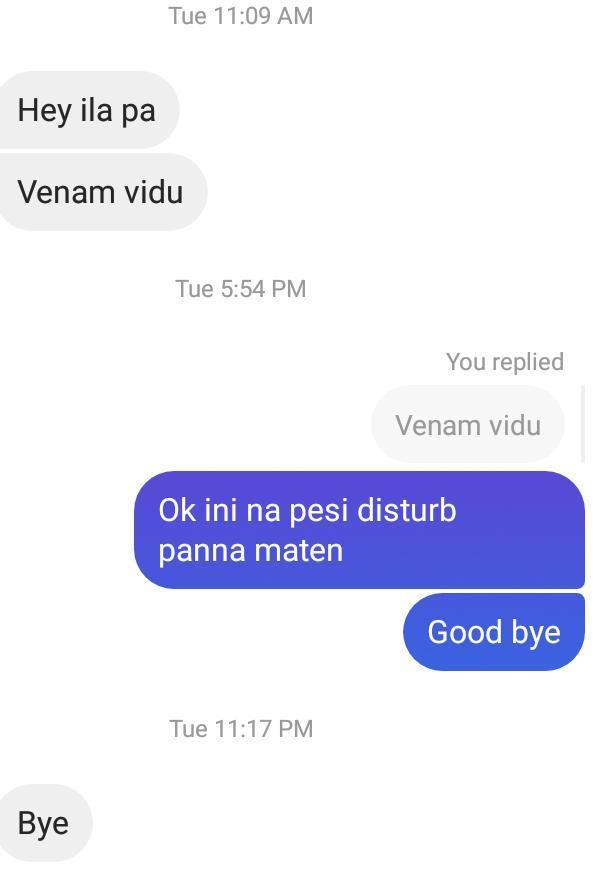 Tue 11:09 AM
Hey ila pa
Venam vidu
Tue 5:54 PM
You replied
Venam vidu
Ok ini na pesi disturb
panna maten
Good bye
Tue 11:17 PM
Bye